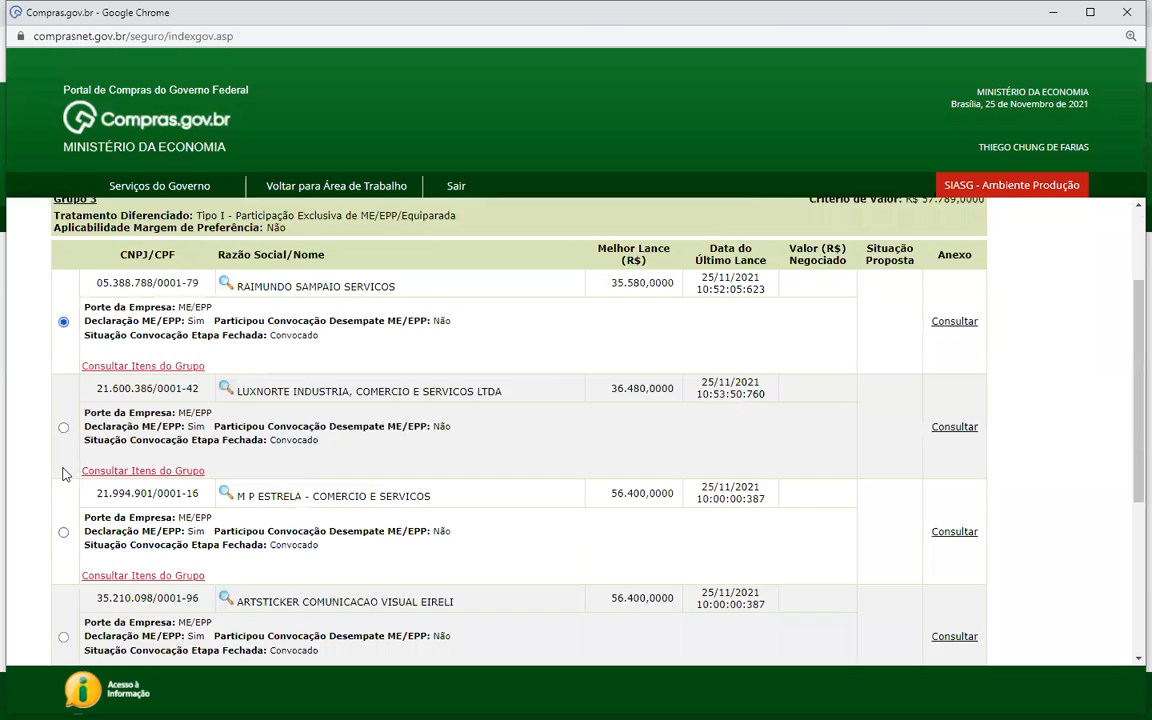 Compras.gov.br - Google Chrome
comprasnet.gov.br/seguro/indexgov.asp
Portal de Compras do Governo Federal
Compras.gov.br
MINISTÉRIO DA ECONOMIA
MINISTÉRIO DA ECONOMIA
Brasília, 25 de Novembro de 2021
THIEGO CHUNG DE FARIAS
Serviços do Governo Voltar para Área de Trabalho Sair SIASG - Ambiente Produção
Grupo 3 Critério de Valor: R$ 57.789,0000
Tratamento Diferenciado: Tipo I - Participação Exclusiva de ME/EPP/Equiparada
Aplicabilidade Margem de Preferência: Não
CNPJ/CPF Razão Social/Nome Melhor Lance (R$) Data do Último Lance Valor (R$) Negociado Situação Proposta Anexo
05.388.788/0001-79 RAIMUNDO SAMPAIO SERVICOS 35.580,0000 25/11/2021 10:52:05:623
Porte da Empresa: ME/EPP
Declaração ME/EPP: Sim Participou Convocação Desempate ME/EPP: Não Consultar
Situação Convocação Etapa Fechada: Convocado
Consultar Itens do Grupo
21.600.386/0001-42 LUXNORTE INDUSTRIA, COMERCIO E SERVICOS LTDA 36.480,0000 25/11/2021 10:53:50:760
Porte da Empresa: ME/EPP
Declaração ME/EPP: Sim Participou Convocação Desempate ME/EPP: Não Consultar
Situação Convocação Etapa Fechada: Convocado
Consultar Itens do Grupo
21.994.901/0001-16 M P ESTRELA - COMERCIO E SERVICOS 56.400,0000 25/11/2021 10:00:00:387
Porte da Empresa: ME/EPP
Declaração ME/EPP: Sim Participou Convocação Desempate ME/EPP: Não Consultar
Situação Convocação Etapa Fechada: Convocado
Consultar Itens do Grupo
35.210.098/0001-96 ARTSTICKER COMUNICACAO VISUAL EIRELI 56.400,0000 25/11/2021 10:00:00:387
Porte da Empresa: ME/EPP
Declaração ME/EPP: Sim Participou Convocação Desempate ME/EPP: Não Consultar
Situação Convocação Etapa Fechada: Convocado
Acesso à
Informação